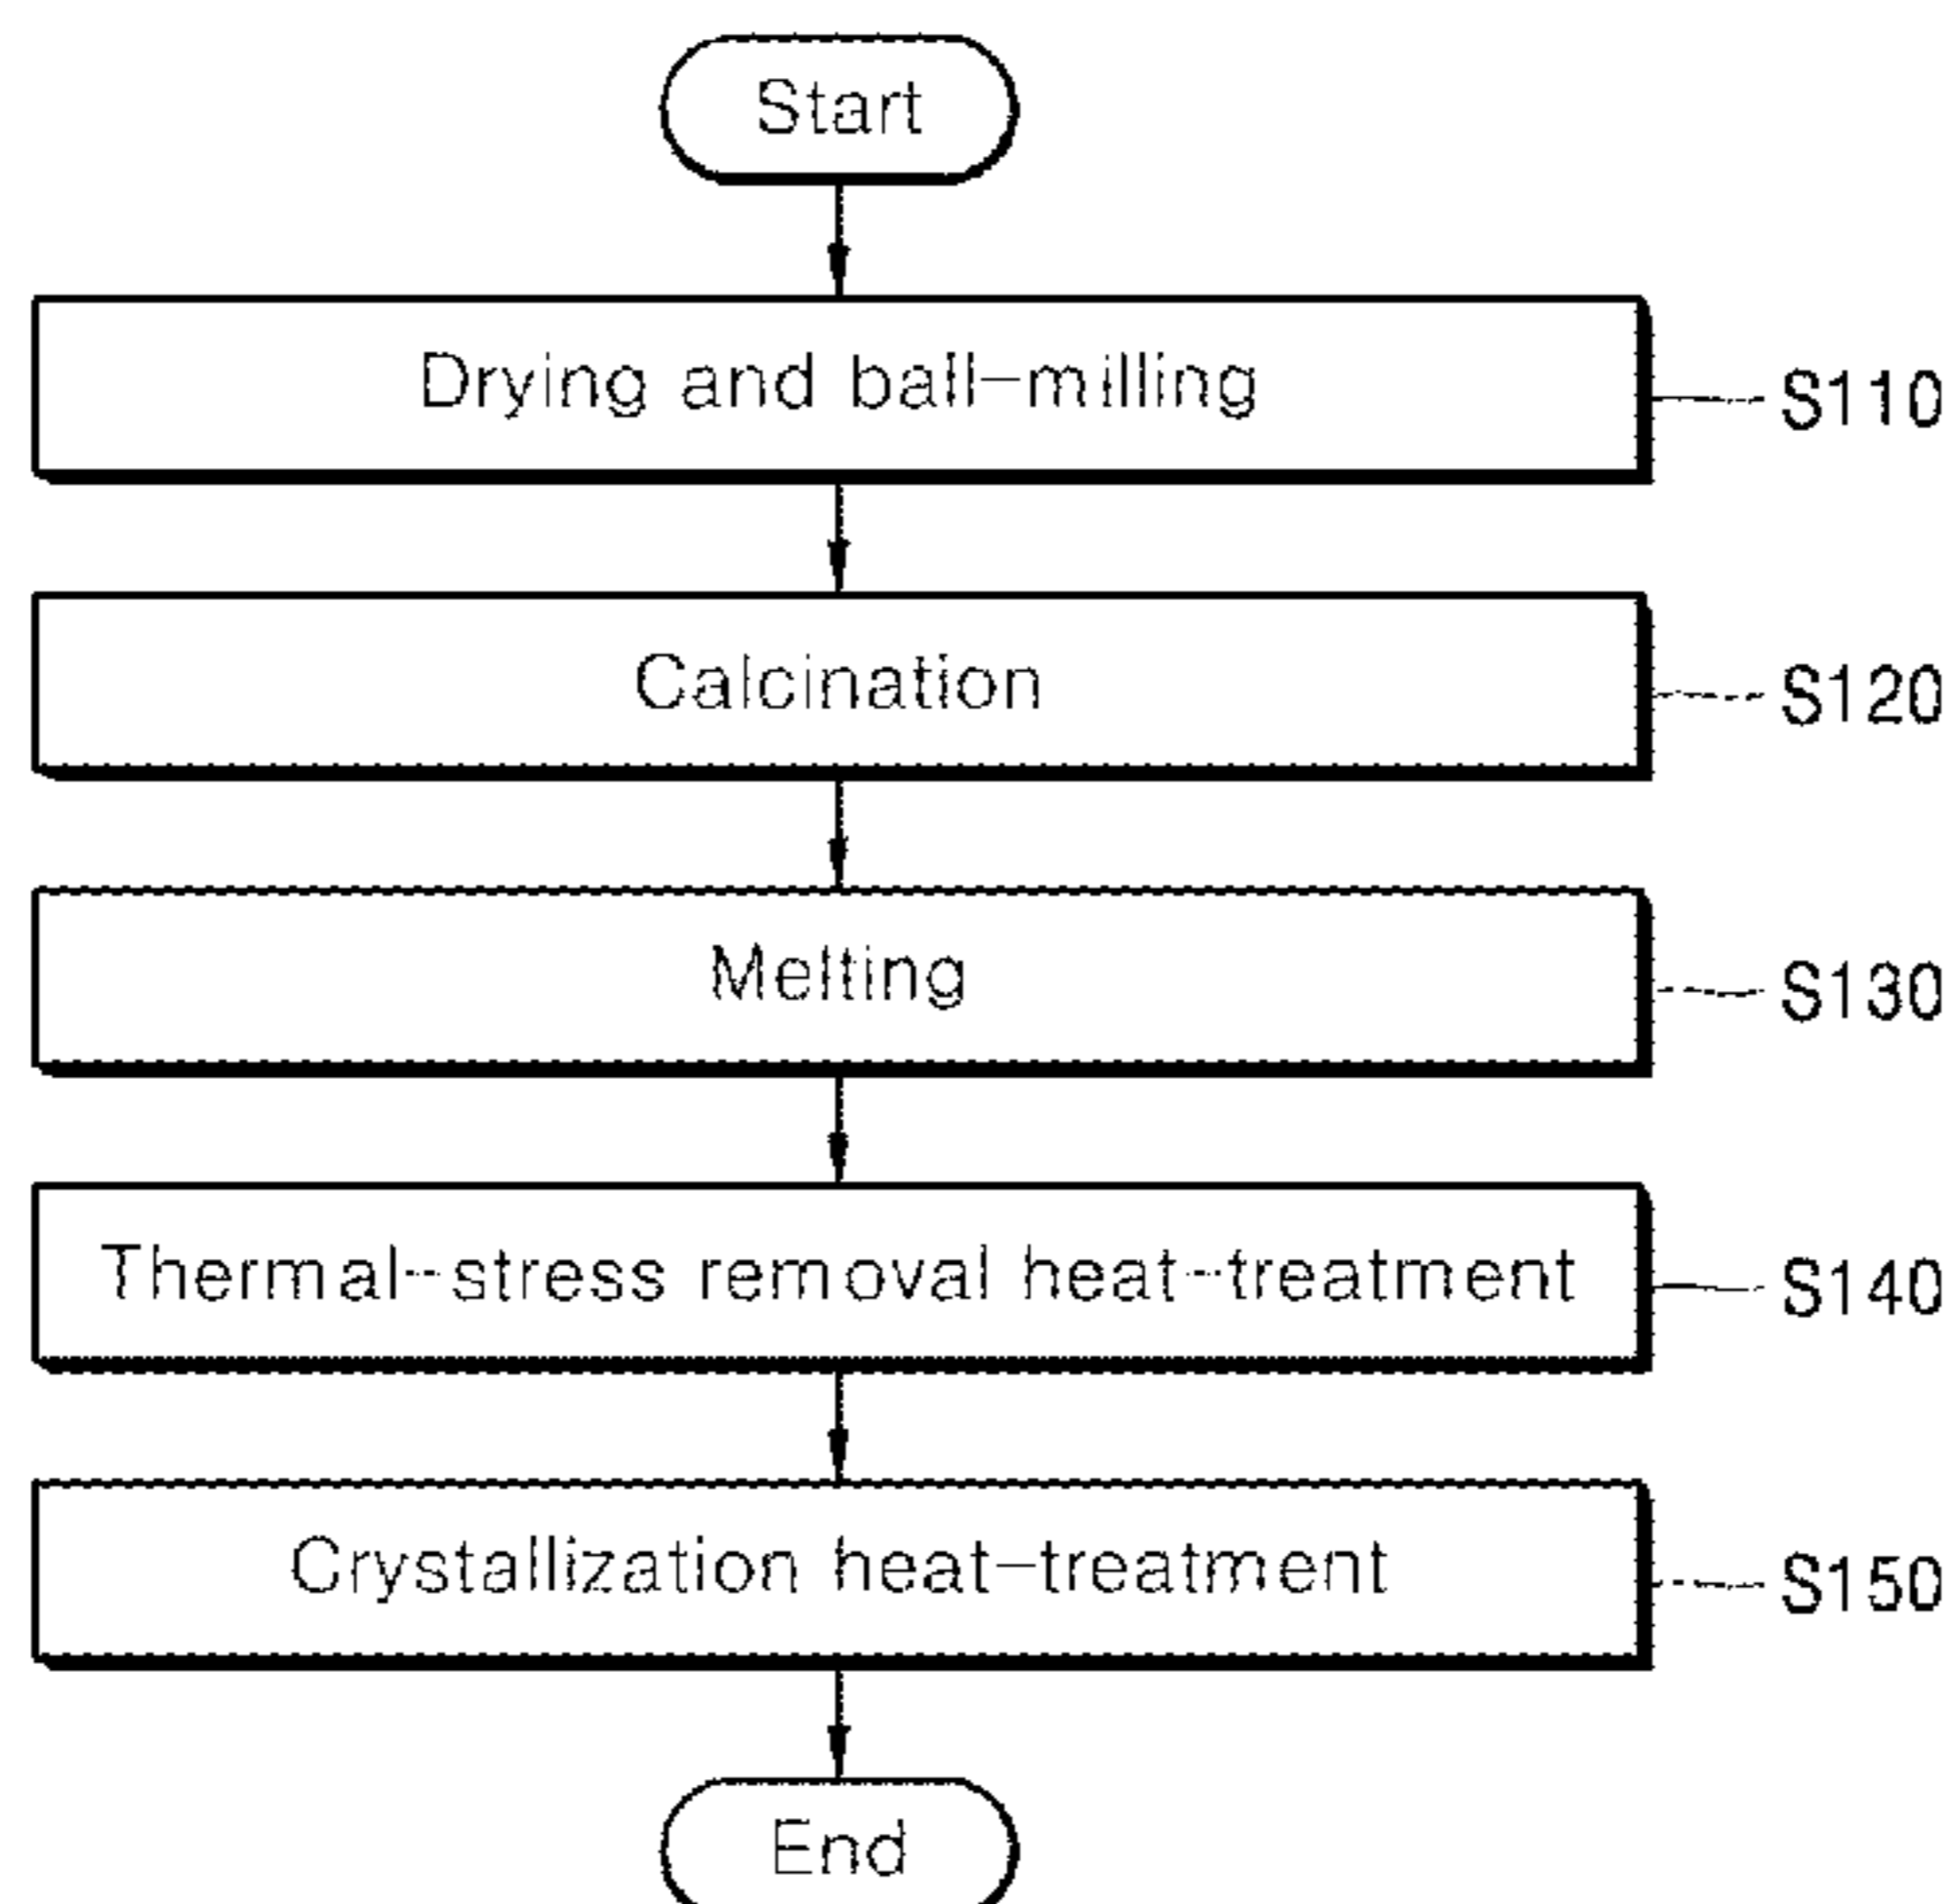 Start
Drying and ball-milling
S110
Calcination
S120
Melting
S130
Thermal-stress removal heat-treatment
S140
Crystallization heat-treatment
S150
End